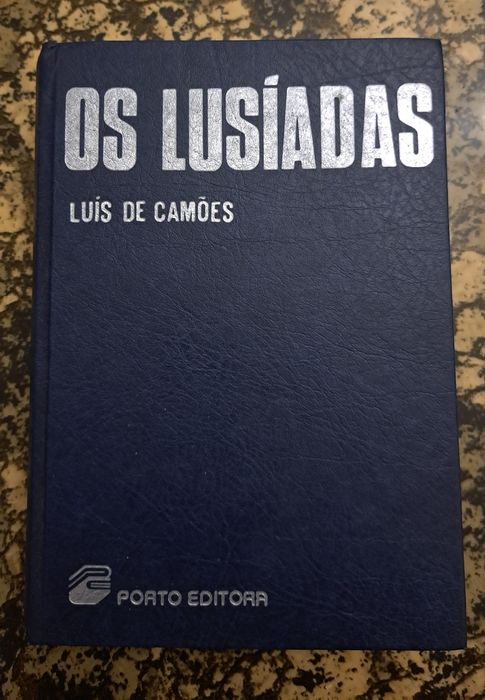 OS LUSÍADAS
LUÍS DE CAMÕES
PORTO EDITORA